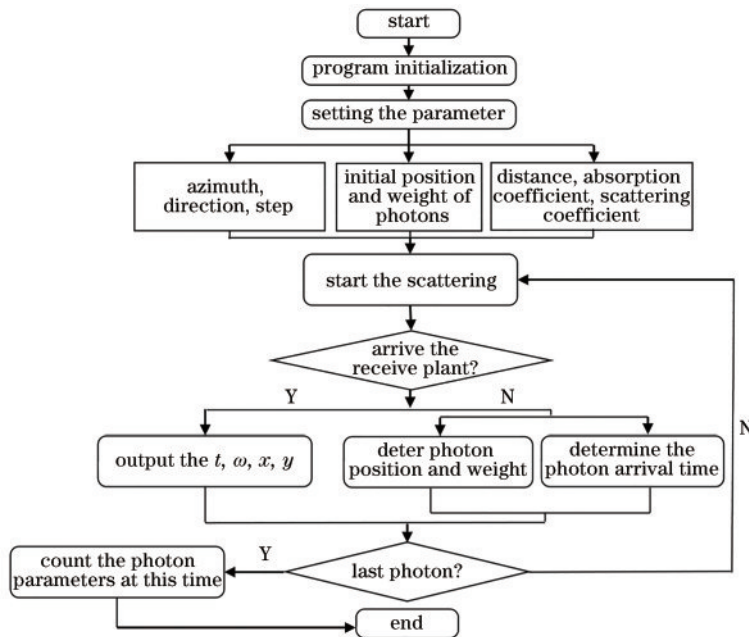 start
program initialization
setting the parameter
azimuth,
direction, step
initial position
and weight of
photons
distance, absorption
coefficient, scattering
coefficient
start the scattering
arrive the
receive plant?
Y
N
N
output the t, ω, x, y
deter photon
position and weight
determine the
photon arrival time
count the photon
parameters at this time
Y
last photon?
end